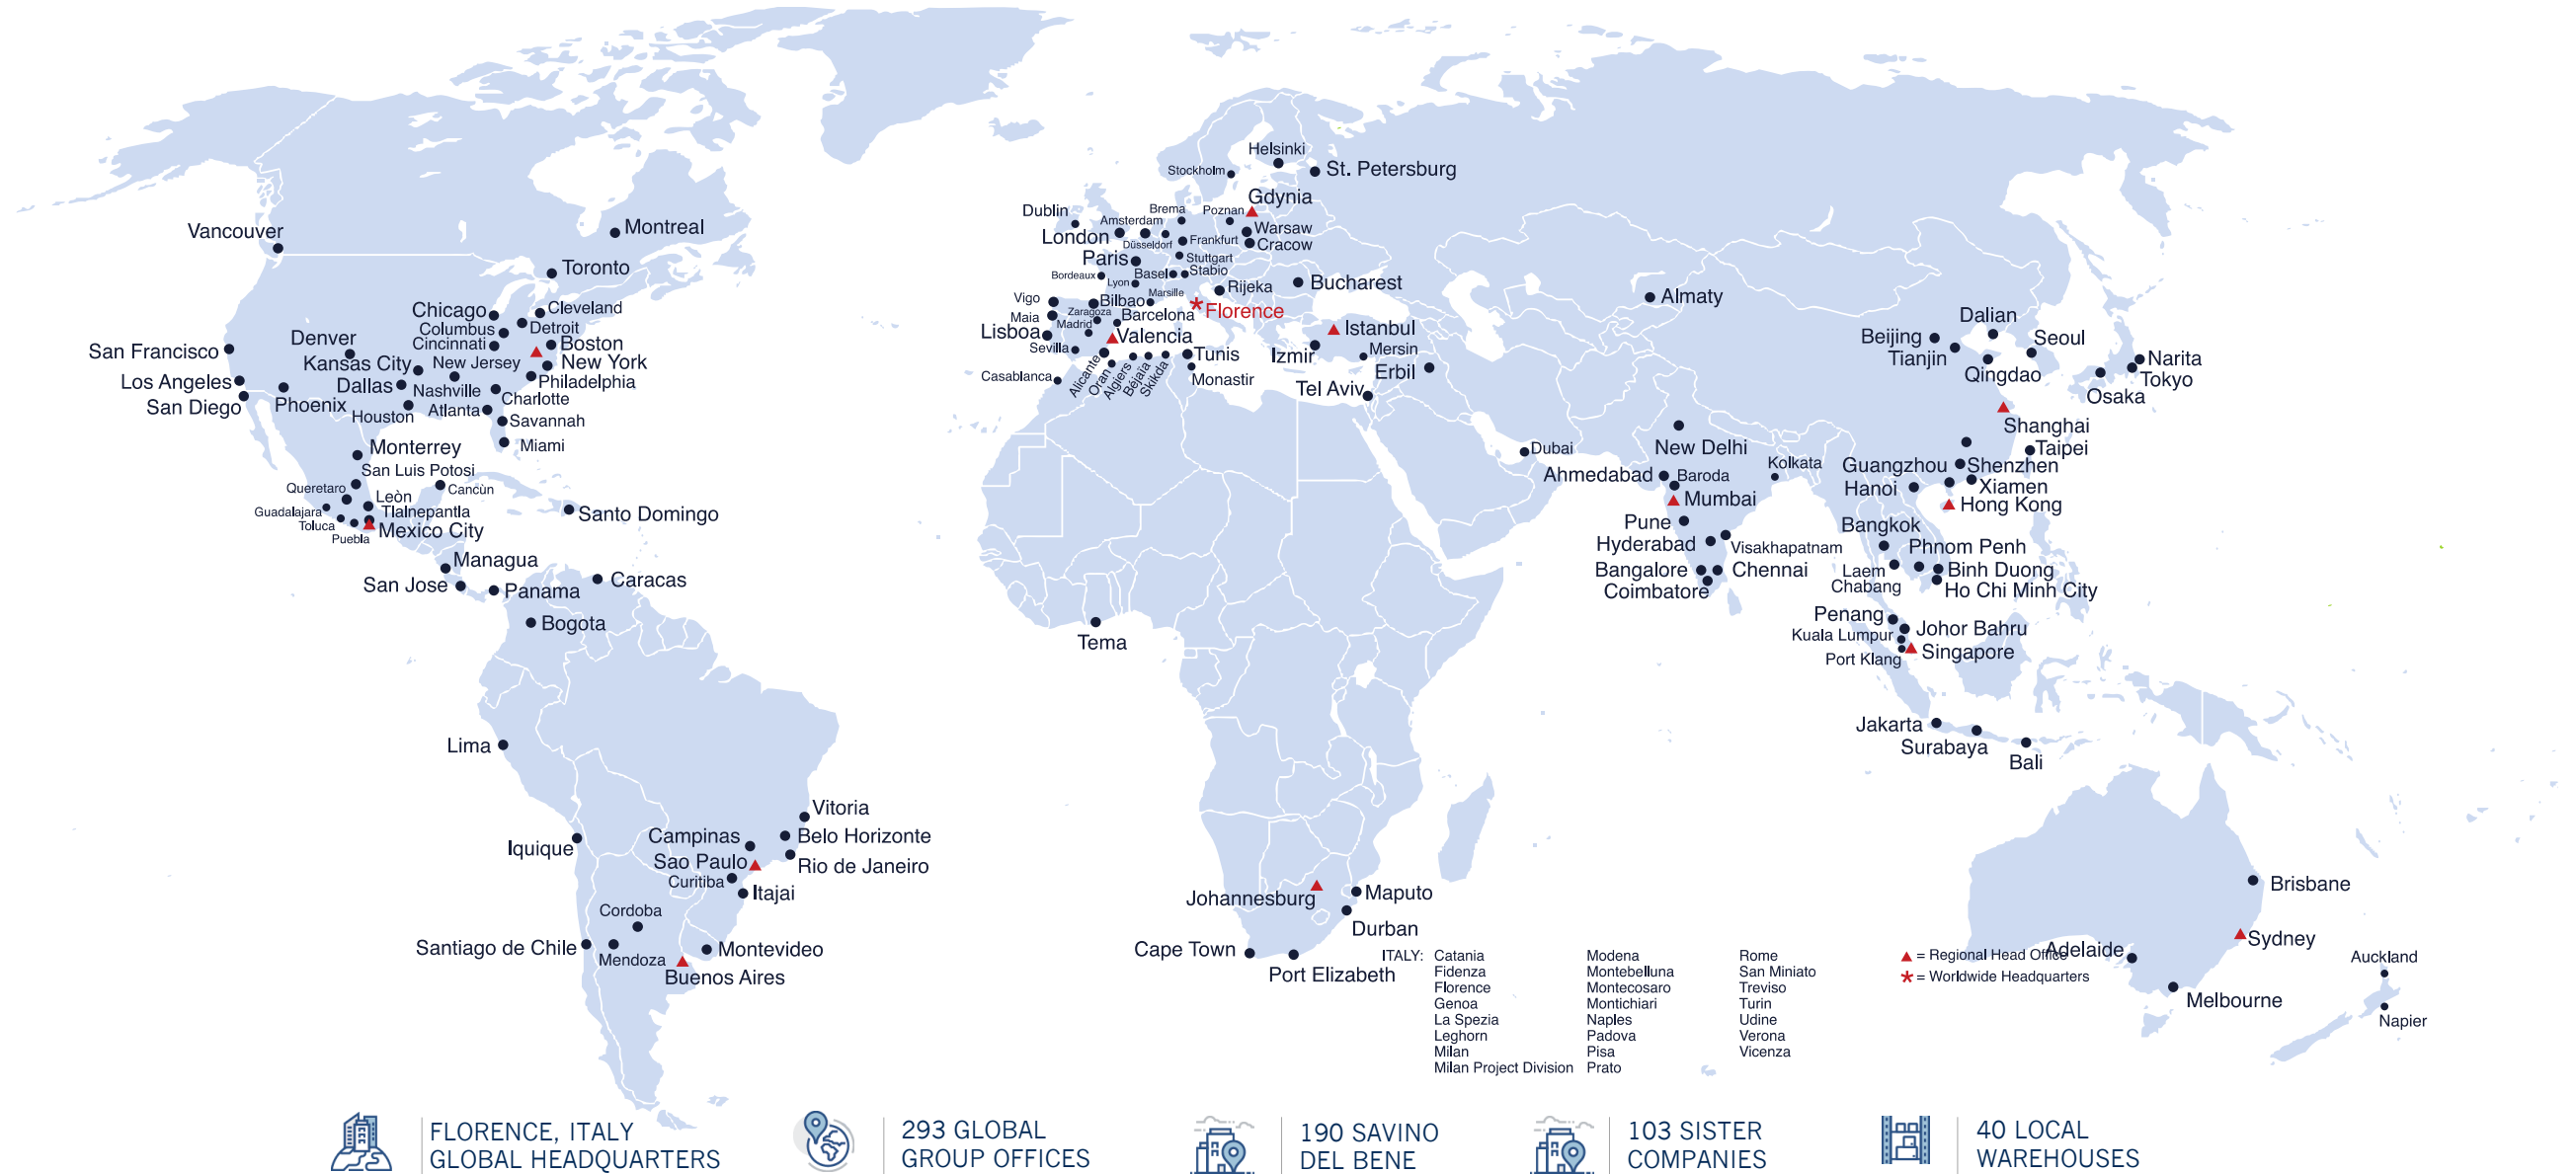 Helsinki
Stockholm
St. Petersburg
Gdynia
Dublin
Brema
Poznan
Amsterdam
Warsaw
London
Düsseldorf
Frankfurt
Cracow
Paris
Stuttgart
Bordeaux
Basel
Stabio
Lyon
Bucharest
Vigo
Bilbao
Marsille
Rijeka
Maia
Zaragoza
Barcelona
Florence
Lisboa
Madrid
Valencia
Istanbul
Sevilla
Tunis
Izmir
Mersin
Casablanca
Alicante
Oran
Algiers
Béjaïa
Skikda
Monastir
Erbil
Tel Aviv
Vancouver
Montreal
Toronto
Chicago
Cleveland
Columbus
Detroit
Denver
Cincinnati
Boston
San Francisco
Kansas City
New Jersey
New York
Los Angeles
Dallas
Nashville
Philadelphia
San Diego
Phoenix
Charlotte
Houston
Atlanta
Savannah
Monterrey
Miami
San Luis Potosi
Queretaro
Cancùn
Leòn
Guadalajara
Tlalnepantla
Santo Domingo
Toluca
Mexico City
Puebla
Managua
San Jose
Panama
Caracas
Bogota
Lima
Vitoria
Campinas
Belo Horizonte
Iquique
Sao Paulo
Rio de Janeiro
Curitiba
Itajai
Cordoba
Santiago de Chile
Mendoza
Montevideo
Buenos Aires
Tema
Johannesburg
Maputo
Durban
Cape Town
Port Elizabeth
Almaty
Dubai
New Delhi
Ahmedabad
Baroda
Kolkata
Mumbai
Pune
Hyderabad
Visakhapatnam
Bangalore
Chennai
Coimbatore
Dalian
Beijing
Seoul
Tianjin
Narita
Qingdao
Tokyo
Osaka
Shanghai
Taipei
Guangzhou
Shenzhen
Hanoi
Xiamen
Hong Kong
Bangkok
Phnom Penh
Laem
Chabang
Binh Duong
Ho Chi Minh City
Penang
Johor Bahru
Kuala Lumpur
Singapore
Port Klang
Jakarta
Surabaya
Bali
Brisbane
Sydney
Adelaide
Melbourne
Auckland
Napier
ITALY: Catania Modena Rome
Fidenza Montebelluna San Miniato
Florence Montecosaro Treviso
Genoa Montichiari Turin
La Spezia Naples Udine
Leghorn Padova Verona
Milan Pisa Vicenza
Milan Project Division Prato
= Regional Head Office
= Worldwide Headquarters
FLORENCE, ITALY
GLOBAL HEADQUARTERS
293 GLOBAL
GROUP OFFICES
190 SAVINO
DEL BENE
103 SISTER
COMPANIES
40 LOCAL
WAREHOUSES